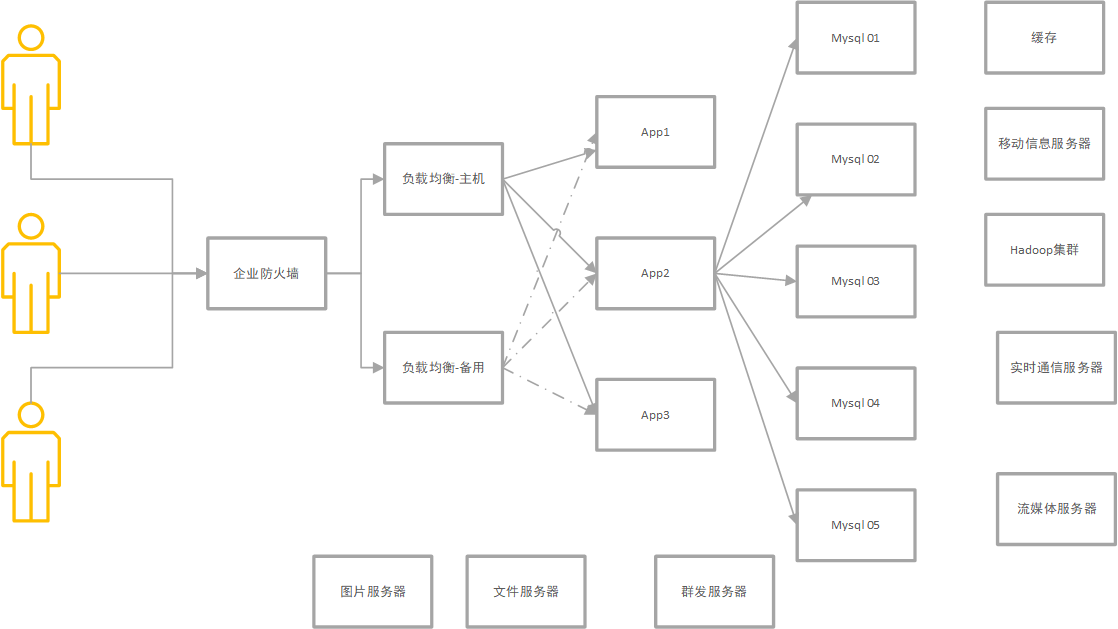 企业防火墙
负载均衡-主机
负载均衡-备用
App1
App2
App3
Mysql 01
Mysql 02
Mysql 03
Mysql 04
Mysql 05
缓存
移动信息服务器
Hadoop集群
实时通信服务器
流媒体服务器
图片服务器
文件服务器
群发服务器